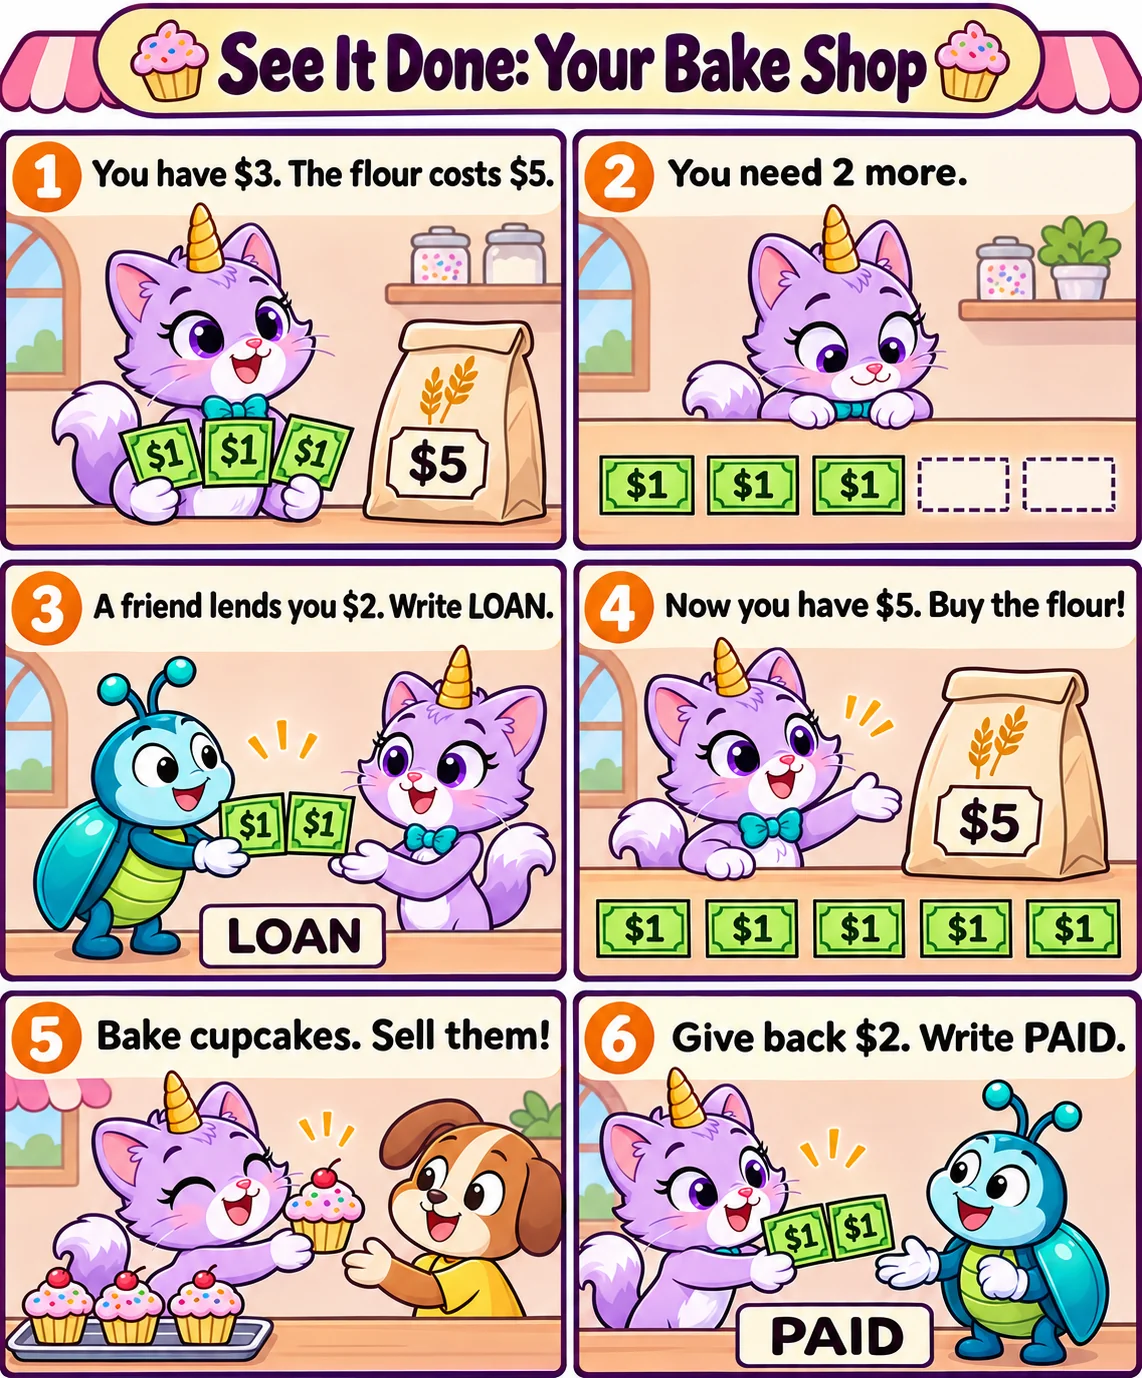 See It Done: Your Bake Shop
1 You have $3. The flour costs $5.
$1 $1 $1
$5
2 You need 2 more.
$1 $1 $1
3 A friend lends you $2. Write LOAN.
$1 $1
LOAN
4 Now you have $5. Buy the flour!
$5
$1 $1 $1 $1 $1
5 Bake cupcakes. Sell them!
6 Give back $2. Write PAID.
$1 $1
PAID